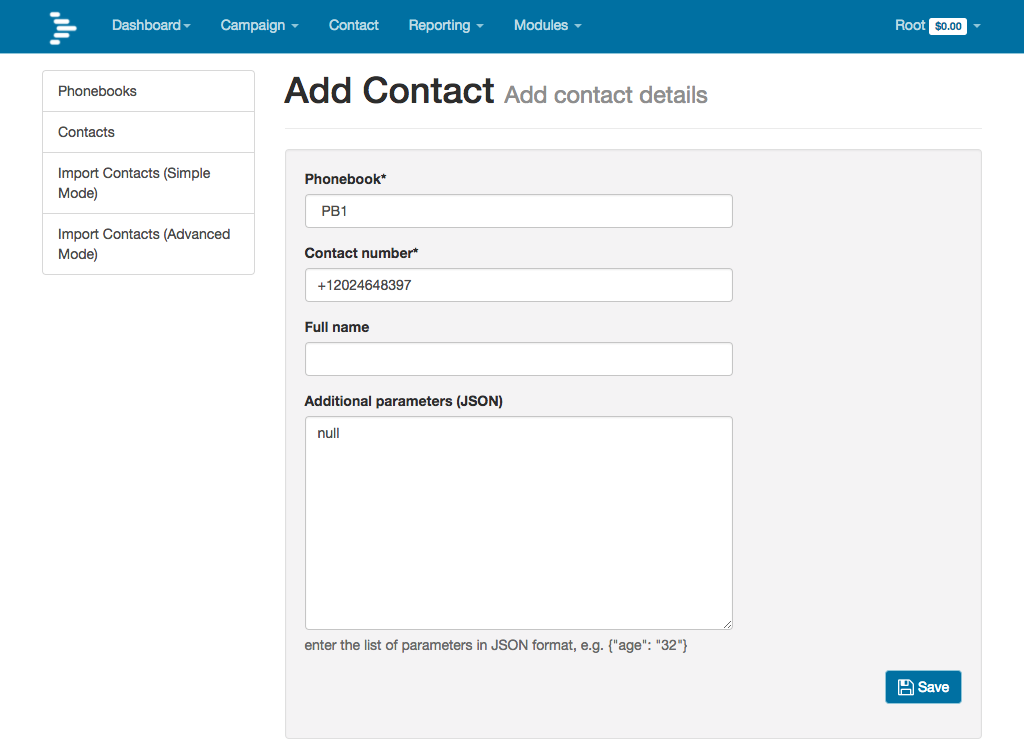 Dashboard Campaign Contact Reporting Modules Root $0.00
Phonebooks
Contacts
Import Contacts (Simple
Mode)
Import Contacts (Advanced
Mode)
Add Contact Add contact details
Phonebook*
PB1
Contact number*
+12024648397
Full name
Additional parameters (JSON)
null
enter the list of parameters in JSON format, e.g. {"age": "32"}
Save